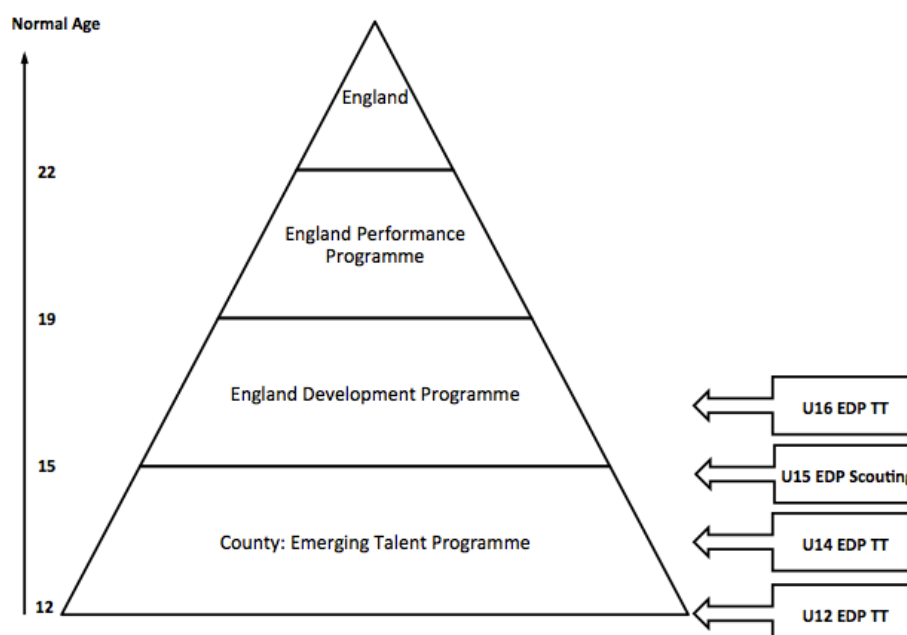 Normal Age
England
22
England Performance
Programme
19
England Development Programme
U16 EDP TT
15
U15 EDP Scouting
County: Emerging Talent Programme
U14 EDP TT
12
U12 EDP TT